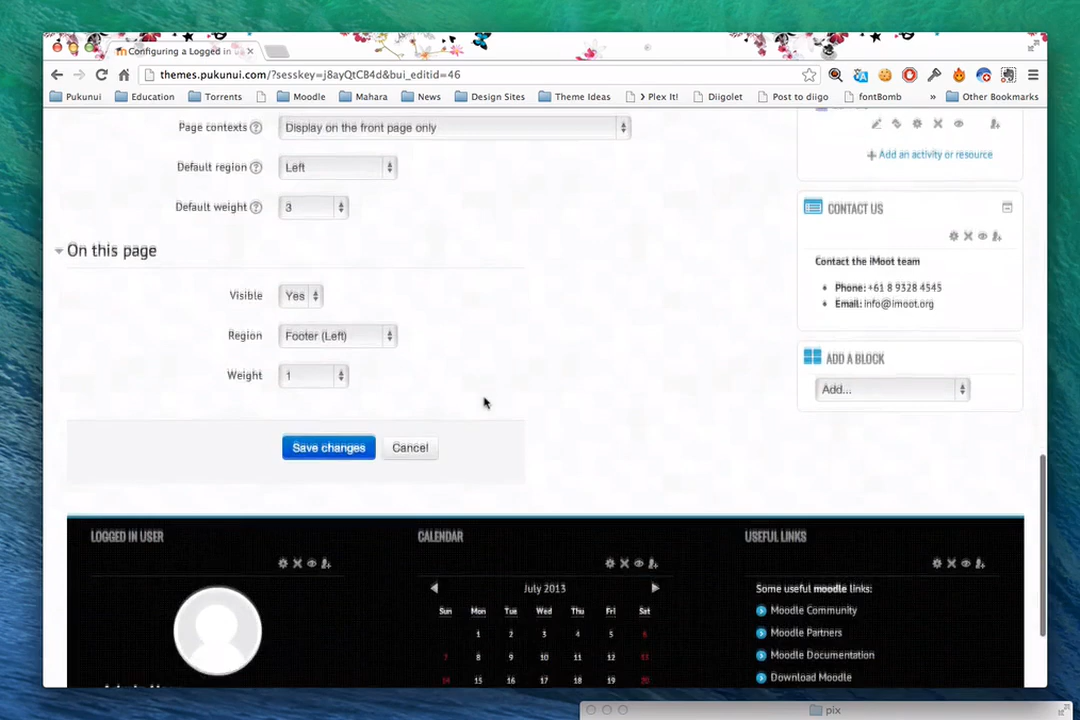 Configuring a Logged in us
themes.pukunui.com/?sesskey=j8ayQtCB4d&bui_editid=46
Pukunui Education Torrents Moodle Mahara News Design Sites Theme Ideas > Plex It! Diigolet Post to diigo fontBomb » Other Bookmarks
Page contexts Display on the front page only
Default region Left
Default weight 3
On this page
Visible Yes
Region Footer (Left)
Weight 1
Save changes Cancel
Add an activity or resource
CONTACT US
Contact the iMoot team
Phone: +61 8 9328 4545
Email: info@imoot.org
ADD A BLOCK
Add...
LOGGED IN USER
CALENDAR
July 2013
Sun Mon Tue Wed Thu Fri Sat
1 2 3 4 5 6
7 8 9 10 11 12 13
14 15 16 17 18 19 20
USEFUL LINKS
Some useful moodle links:
Moodle Community
Moodle Partners
Moodle Documentation
Download Moodle
pix